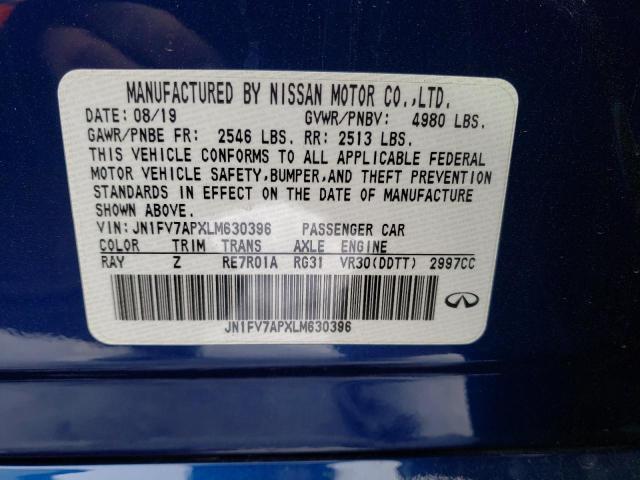 MANUFACTURED BY NISSAN MOTOR CO.,LTD.
DATE: 08/19 GVWR/PNBV: 4980 LBS.
GAWR/PNBE FR: 2546 LBS. RR: 2513 LBS.
THIS VEHICLE CONFORMS TO ALL APPLICABLE FEDERAL
MOTOR VEHICLE SAFETY,BUMPER,AND THEFT PREVENTION
STANDARDS IN EFFECT ON THE DATE OF MANUFACTURE
SHOWN ABOVE.
VIN: JN1FV7APXLM630396 PASSENGER CAR
COLOR TRIM TRANS AXLE ENGINE
RAY Z RE7R01A RG31 VR30(DDTT) 2997CC
JN1FV7APXLM630396